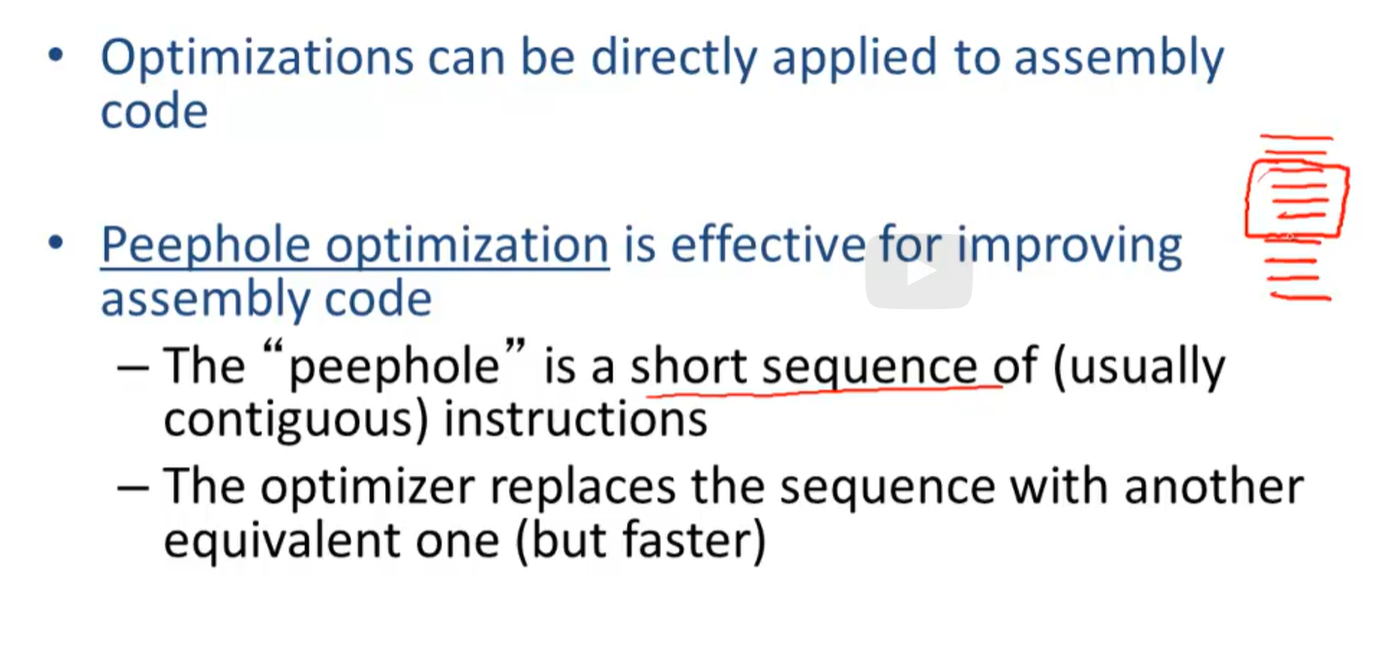 • Optimizations can be directly applied to assembly
code
• Peephole optimization is effective for improving
assembly code
– The “peephole” is a short sequence of (usually
contiguous) instructions
– The optimizer replaces the sequence with another
equivalent one (but faster)